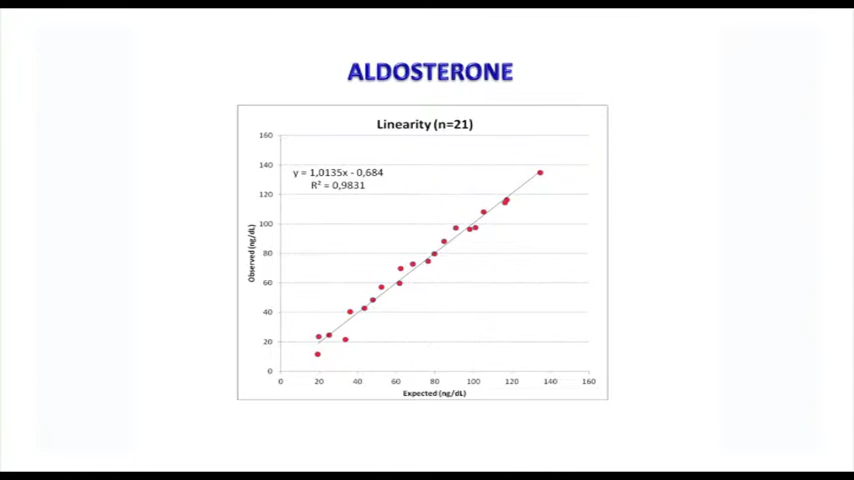 ALDOSTERONE
Linearity (n=21)
y = 1,0135x - 0,684
R² = 0,9831
Observed (ng/dL)
160
140
120
100
80
60
40
20
0
0 20 40 60 80 100 120 140 160
Expected (ng/dL)